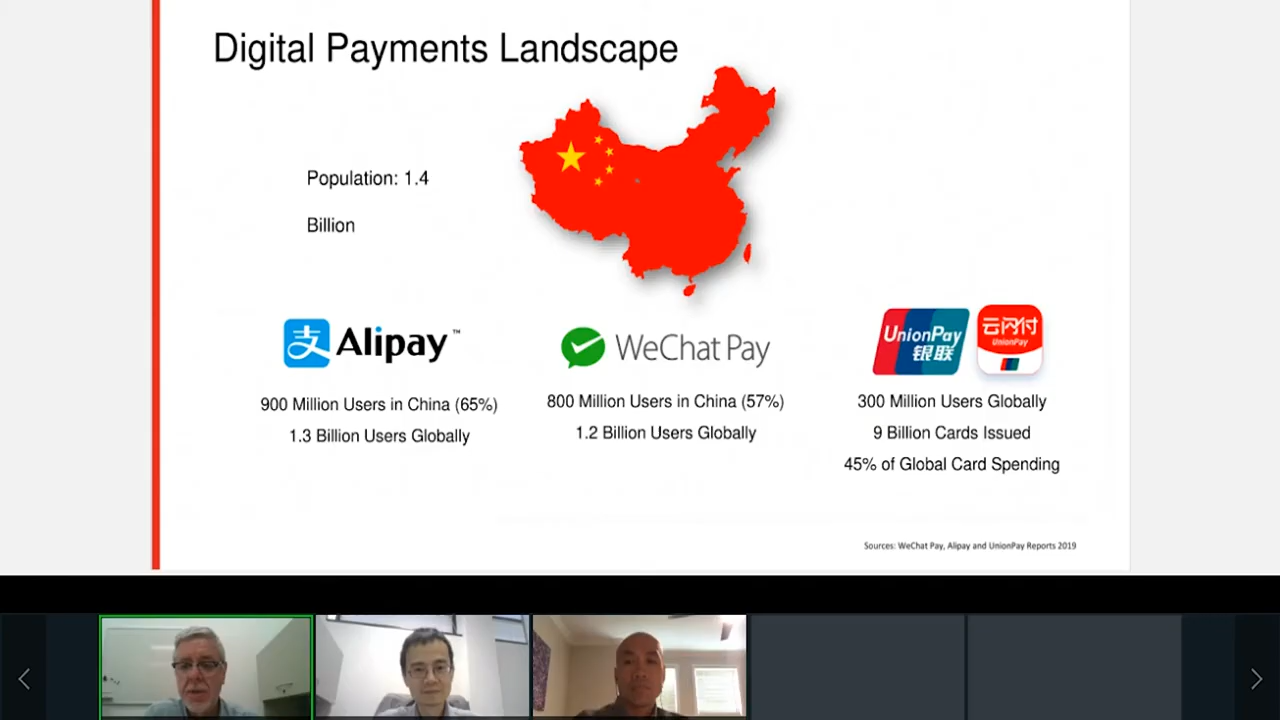 Digital Payments Landscape
Population: 1.4
Billion
支 Alipay™
WeChat Pay
UnionPay
银联
云闪付
UnionPay
900 Million Users in China (65%)
1.3 Billion Users Globally
800 Million Users in China (57%)
1.2 Billion Users Globally
300 Million Users Globally
9 Billion Cards Issued
45% of Global Card Spending
Sources: WeChat Pay, Alipay and UnionPay Reports 2019